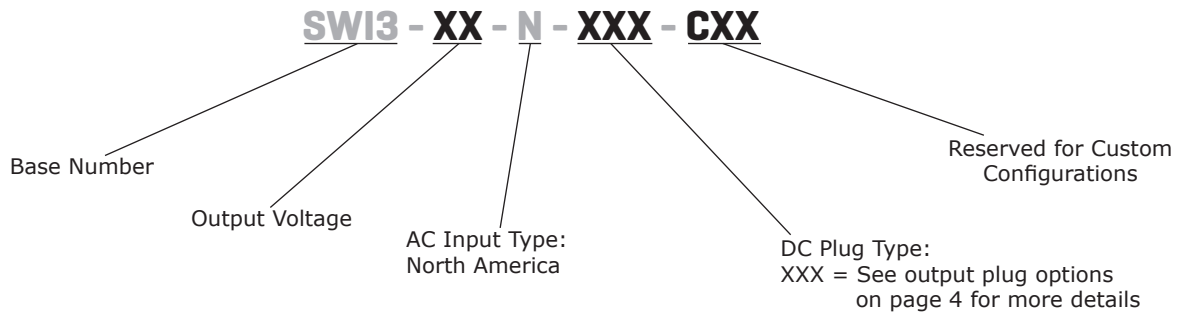 SWI3 - XX - N - XXX - CXX
Base Number
Output Voltage
AC Input Type:
North America
DC Plug Type:
XXX = See output plug options
on page 4 for more details
Reserved for Custom
Configurations